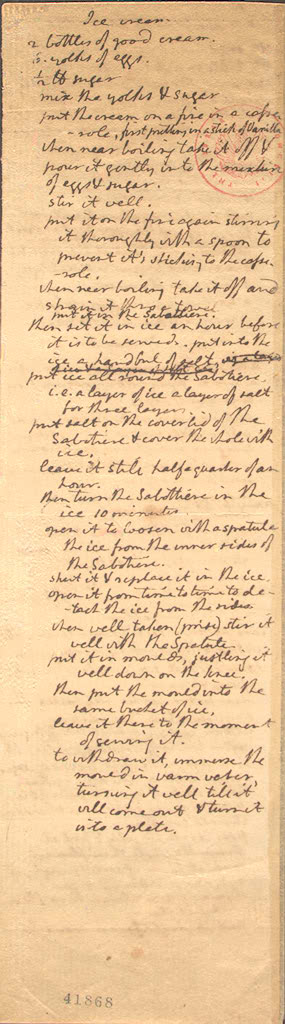 Ice cream.
2. bottles of good cream.
6. yolks of eggs.
1/2 ℔ sugar
mix the yolks & sugar
put the cream on a fire in a casse-
-role, first putting in a stick of Vanilla.
when near boiling take it off &
pour it gently into the mixture
of eggs & sugar.
stir it well.
put it on the fire again stirring
it thoroughly with a spoon to
prevent it's sticking to the casse-
-role.
when near boiling take it off and
strain it thro' a towel.
put it in the Sabottiere.
then set it in ice an hour before
it is to be served. put into the
ice a handful of salt.
put ice all round the Sabottiere
i.e. a layer of ice a layer of salt
for three layers.
put salt on the coverlid of the
Sabotiere & cover the whole with
ice.
leave it still half a quarter of an
hour.
then turn the Sabottiere in the
ice 10 minutes
open it to loosen with a spatula
the ice from the inner sides of
the Sabotiere.
shut it & replace it in the ice
open it from time to time to de-
-tach the ice from the sides
when well taken (prise) stir it
well with the Spatula.
put it in moulds, justling it
well down on the knee.
then put the mould into the
same bucket of ice.
leave it there to the moment
of serving it.
to withdraw it, immerse the
mould in warm water,
turning it well till it
will come out & turn it
into a plate.
41868